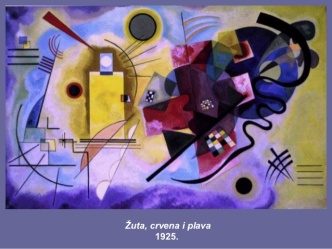 Žuta, crvena i plava
1925.